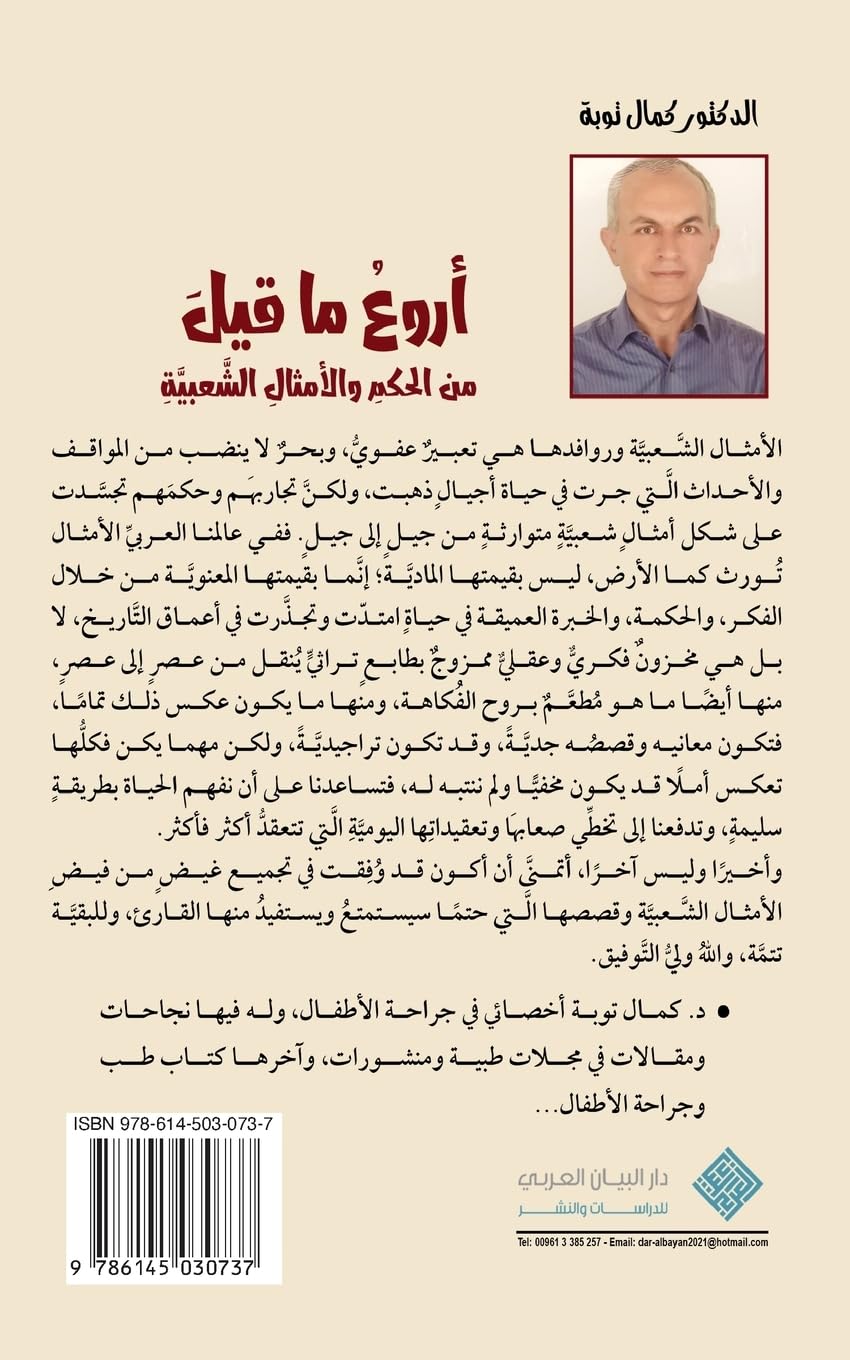 الدكتور كمال توبة
أروعُ ما قيلَ
من الحكمِ والأمثالِ الشَّعبيَّةِ
الأمثال الشَّعبيَّة وروافدها هي تعبيرٌ عفويٌّ، وبحرٌ لا ينضب من المواقف
والأحداث الَّتي جرت في حياة أجيالٍ ذهبت، ولكنَّ تجاربهَم وحكمَهم تجسَّدت
على شكل أمثالٍ شعبيَّةٍ متوارثةٍ من جيلٍ إلى جيلٍ. ففي عالمنا العربيِّ الأمثال
تُورث كما الأرض، ليس بقيمتها الماديَّة؛ إنَّما بقيمتها المعنويَّة من خلال
الفكر، والحكمة، والخبرة العميقة في حياةٍ امتدّت وتجذَّرت في أعماق التَّاريخ، لا
بل هي مخزونٌ فكريٌّ وعقليٌّ ممزوجٌ بطابعٍ تراثيٍّ يُنقل من عصرٍ إلى عصرٍ،
منها أيضًا ما هو مُطعَّمٌ بروح الفُكاهة، ومنها ما يكون عكس ذلك تمامًا،
فتكون معانيه وقصصُه جديَّةً، وقد تكون تراجيديَّةً، ولكن مهما يكن فكلُّها
تعكس أملًا قد يكون مخفيًّا ولم ننتبه له، فتساعدنا على أن نفهم الحياة بطريقةٍ
سليمةٍ، وتدفعنا إلى تخطِّي صعابهَا وتعقيداتِها اليوميَّةِ الَّتي تتعقدُّ أكثر فأكثر.
وأخيرًا وليس آخرًا، أتمنَّى أن أكون قد وُفِقت في تجميع غيضٍ من فيضِ
الأمثال الشَّعبيَّة وقصصها الَّتي حتمًا سيستمتعُ ويستفيدُ منها القارئ، وللبقيَّة
تتمَّة، واللهُ وليُّ التَّوفيق.
• د. كمال توبة أخصائي في جراحة الأطفال، وله فيها نجاحات
ومقالات في مجلات طبية ومنشورات، وآخرها كتاب طب
وجراحة الأطفال...
ISBN 978-614-503-073-7
9 786145 030737
دار البيان العربي
للدراسات والنشر
Tel: 00961 3 385 257 - Email: dar-albayan2021@hotmail.com